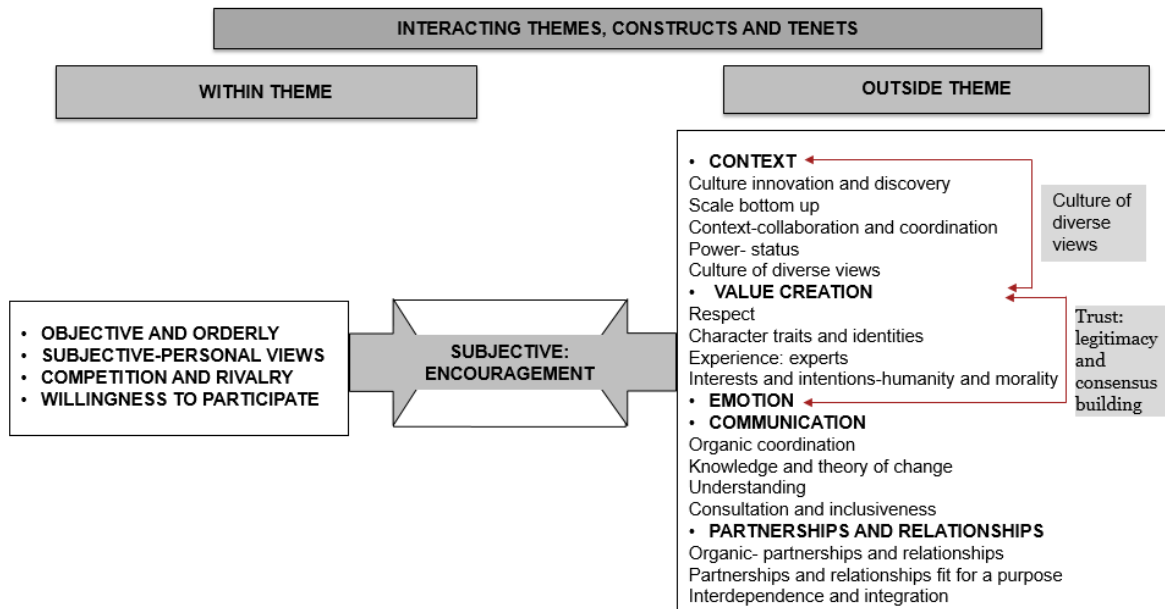 INTERACTING THEMES, CONSTRUCTS AND TENETS
WITHIN THEME
OUTSIDE THEME
• OBJECTIVE AND ORDERLY
• SUBJECTIVE-PERSONAL VIEWS
• COMPETITION AND RIVALRY
• WILLINGNESS TO PARTICIPATE
SUBJECTIVE:
ENCOURAGEMENT
• CONTEXT
Culture innovation and discovery
Scale bottom up
Context-collaboration and coordination
Power- status
Culture of diverse views
• VALUE CREATION
Respect
Character traits and identities
Experience: experts
Interests and intentions-humanity and morality
• EMOTION
• COMMUNICATION
Organic coordination
Knowledge and theory of change
Understanding
Consultation and inclusiveness
• PARTNERSHIPS AND RELATIONSHIPS
Organic- partnerships and relationships
Partnerships and relationships fit for a purpose
Interdependence and integration
Culture of
diverse
views
Trust:
legitimacy
and
consensus
building